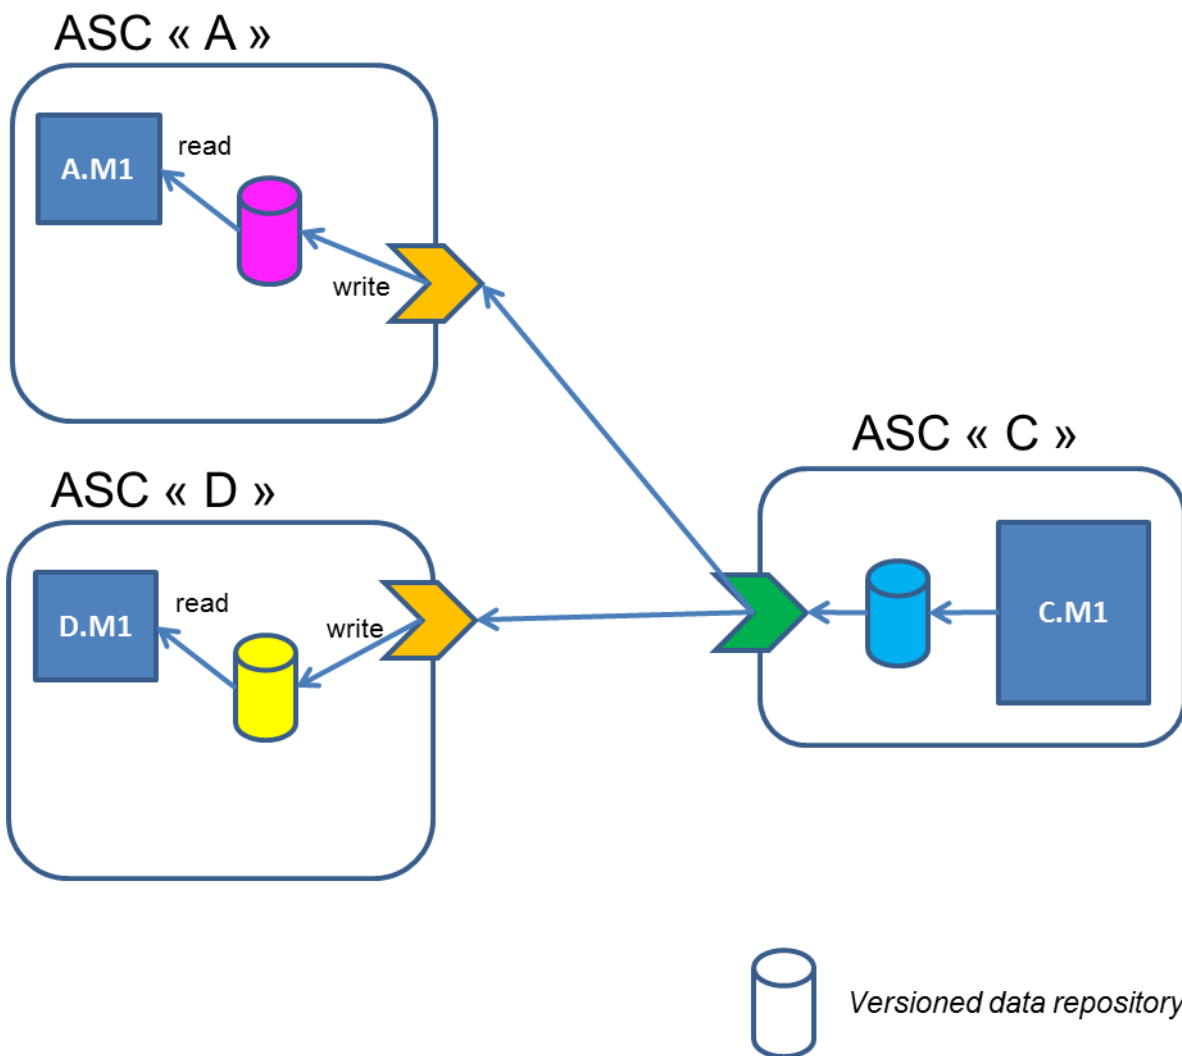 ASC « A »
A.M1
read
write
ASC « C »
C.M1
ASC « D »
D.M1
read
write
Versioned data repository